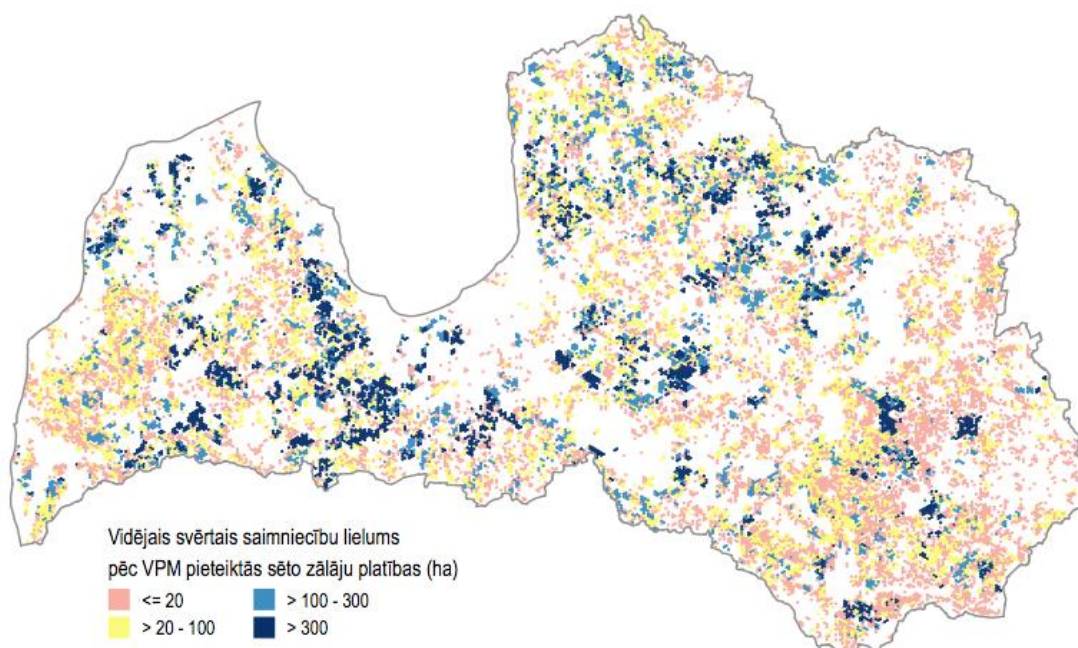 Vidējais svērtais saimniecību lielums
pēc VPM pieteiktās sēto zālāju platības (ha)
<= 20
> 100 - 300
> 20 - 100
> 300